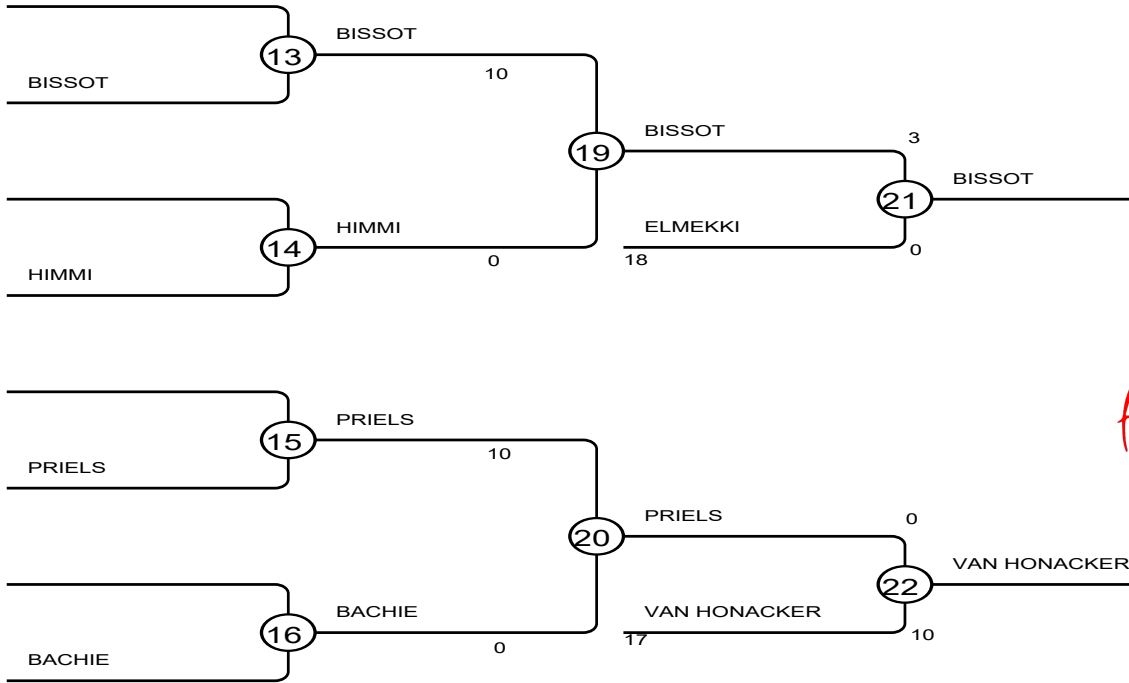 BISSOT
13
BISSOT
10
19
BISSOT
3
21
BISSOT
HIMMI
14
HIMMI
0
ELMEKKI
18
0
PRIELS
15
PRIELS
10
20
PRIELS
0
22
VAN HONACKER
BACHIE
16
BACHIE
0
VAN HONACKER
17
10